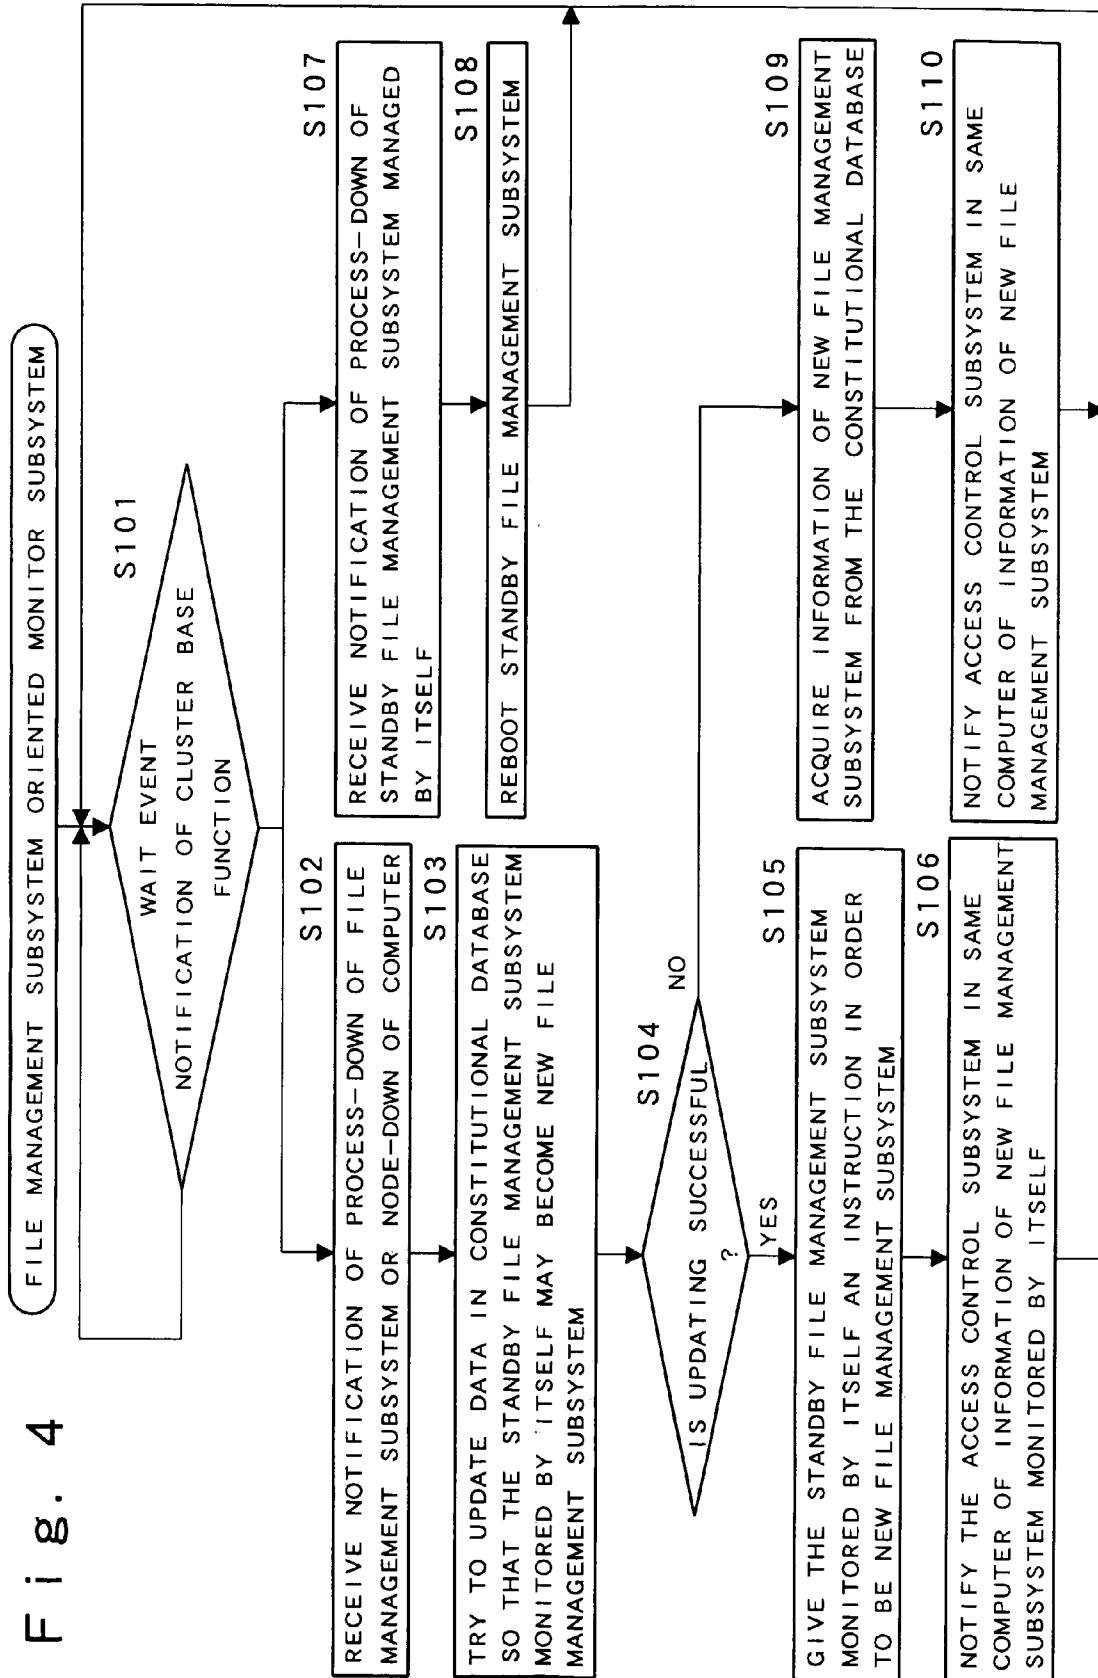 Fig. 4
FILE MANAGEMENT SUBSYSTEM ORIENTED MONITOR SUBSYSTEM
S101
WAIT EVENT
NOTIFICATION OF CLUSTER BASE
FUNCTION
S102
RECEIVE NOTIFICATION OF PROCESS-DOWN OF FILE
MANAGEMENT SUBSYSTEM OR NODE-DOWN OF COMPUTER
S103
TRY TO UPDATE DATA IN CONSTITUTIONAL DATABASE
SO THAT THE STANDBY FILE MANAGEMENT SUBSYSTEM
MONITORED BY ITSELF MAY BECOME NEW FILE
MANAGEMENT SUBSYSTEM
S104
IS UPDATING SUCCESSFUL
?
YES
NO
S105
GIVE THE STANDBY FILE MANAGEMENT SUBSYSTEM
MONITORED BY ITSELF AN INSTRUCTION IN ORDER
TO BE NEW FILE MANAGEMENT SUBSYSTEM
S106
NOTIFY THE ACCESS CONTROL SUBSYSTEM IN SAME
COMPUTER OF INFORMATION OF NEW FILE MANAGEMENT
SUBSYSTEM MONITORED BY ITSELF
S107
RECEIVE NOTIFICATION OF PROCESS-DOWN OF
STANDBY FILE MANAGEMENT SUBSYSTEM MANAGED
BY ITSELF
S108
REBOOT STANDBY FILE MANAGEMENT SUBSYSTEM
S109
ACQUIRE INFORMATION OF NEW FILE MANAGEMENT
SUBSYSTEM FROM THE CONSTITUTIONAL DATABASE
S110
NOTIFY ACCESS CONTROL SUBSYSTEM IN SAME
COMPUTER OF INFORMATION OF NEW FILE
MANAGEMENT SUBSYSTEM